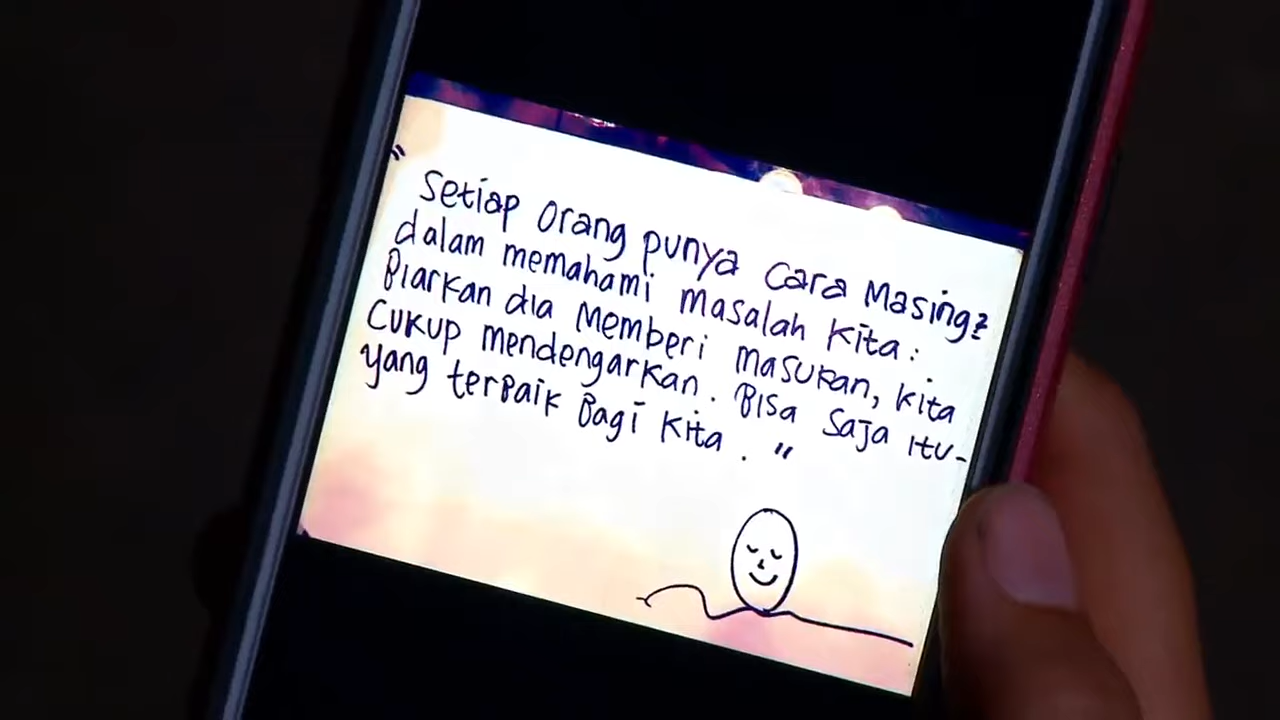 " Setiap orang punya cara masing2
dalam memahami masalah kita.
Biarkan dia memberi masukan, kita
cukup mendengarkan. Bisa saja itu-
yang terbaik bagi kita. "